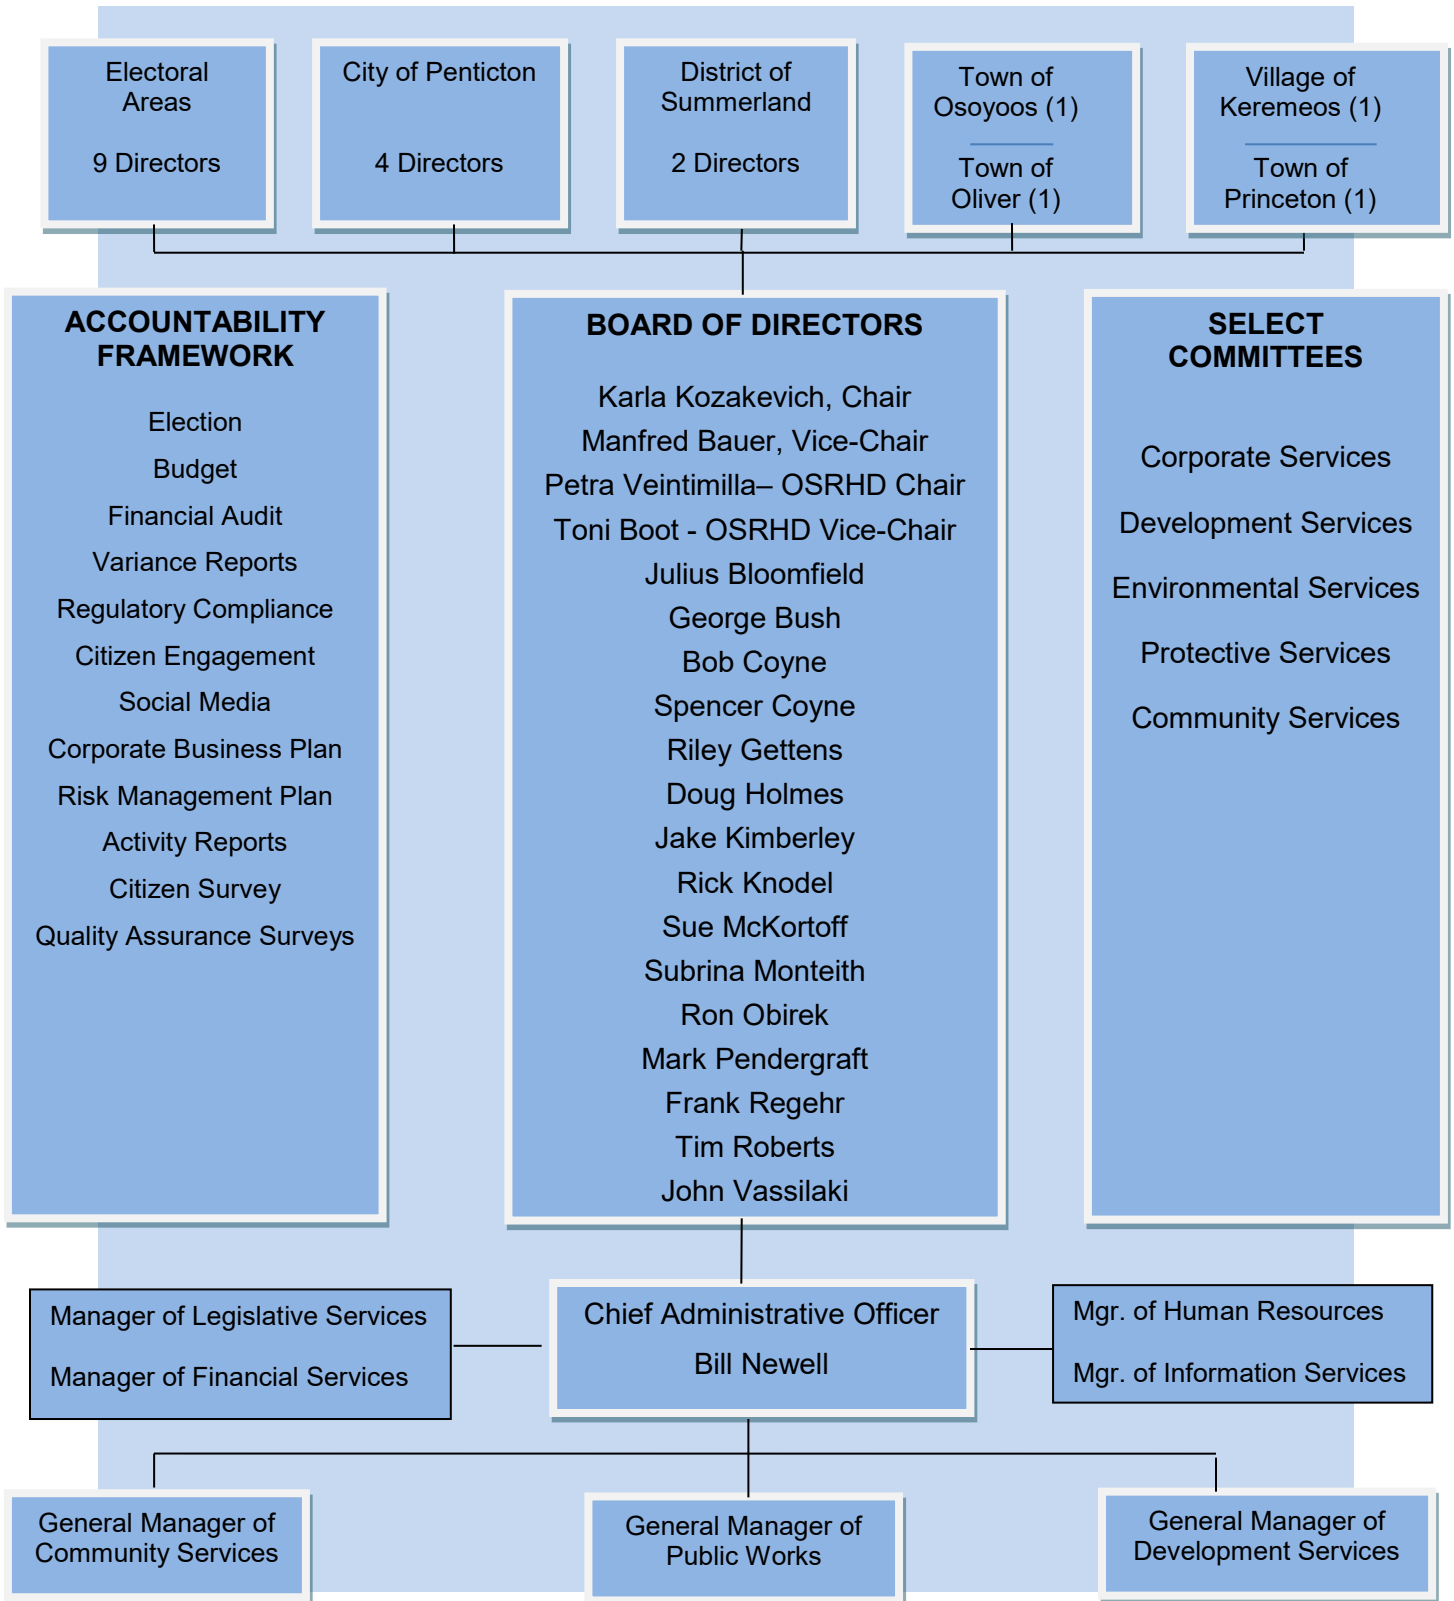 Electoral
Areas
9 Directors
City of Penticton
4 Directors
District of
Summerland
2 Directors
Town of
Osoyoos (1)
Town of
Oliver (1)
Village of
Keremeos (1)
Town of
Princeton (1)
ACCOUNTABILITY
FRAMEWORK
Election
Budget
Financial Audit
Variance Reports
Regulatory Compliance
Citizen Engagement
Social Media
Corporate Business Plan
Risk Management Plan
Activity Reports
Citizen Survey
Quality Assurance Surveys
BOARD OF DIRECTORS
Karla Kozakevich, Chair
Manfred Bauer, Vice-Chair
Petra Veintimilla– OSRHD Chair
Toni Boot - OSRHD Vice-Chair
Julius Bloomfield
George Bush
Bob Coyne
Spencer Coyne
Riley Gettens
Doug Holmes
Jake Kimberley
Rick Knodel
Sue McKortoff
Subrina Monteith
Ron Obirek
Mark Pendergraft
Frank Regehr
Tim Roberts
John Vassilaki
SELECT
COMMITTEES
Corporate Services
Development Services
Environmental Services
Protective Services
Community Services
Manager of Legislative Services
Manager of Financial Services
Chief Administrative Officer
Bill Newell
Mgr. of Human Resources
Mgr. of Information Services
General Manager of
Community Services
General Manager of
Public Works
General Manager of
Development Services